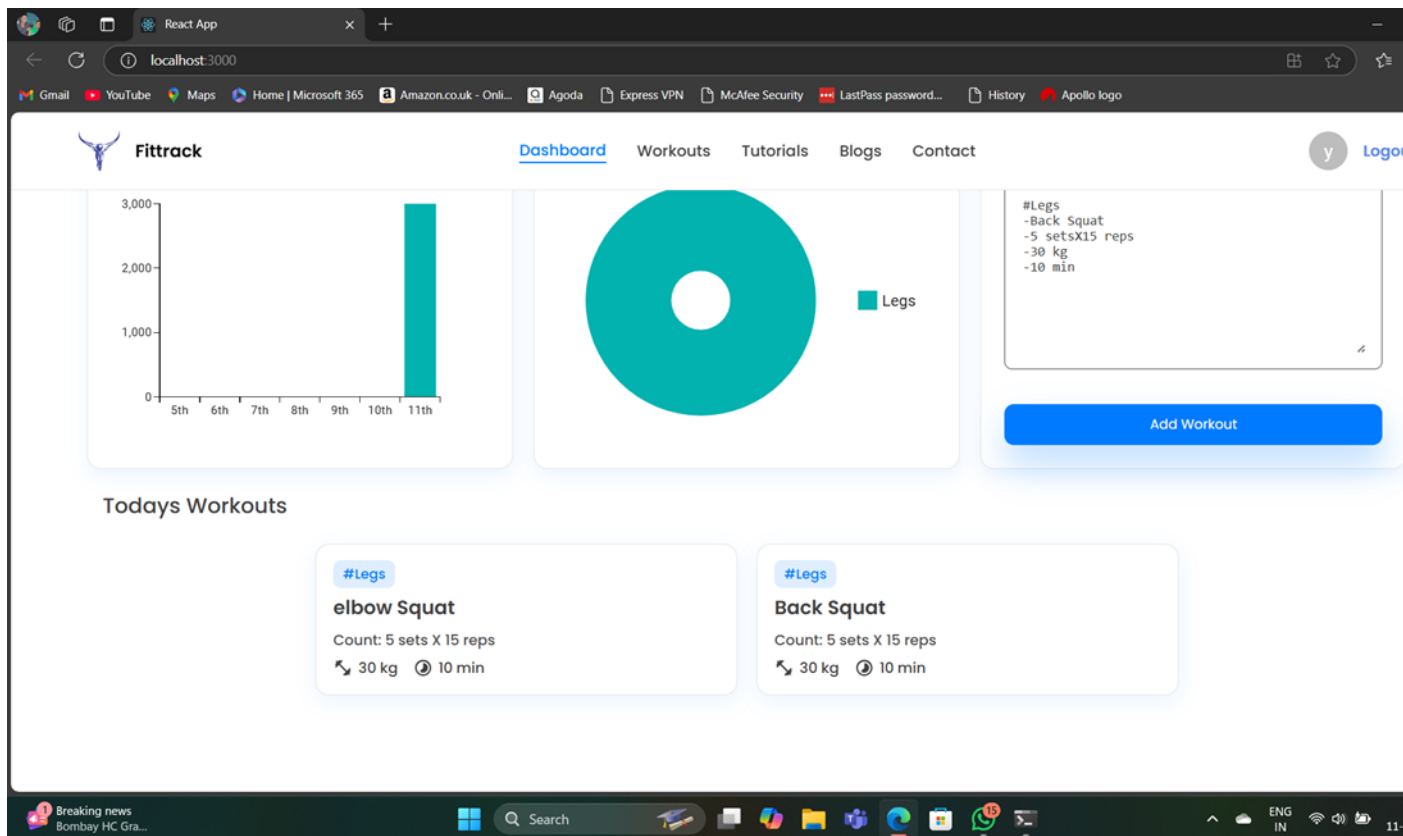 React App
localhost:3000
Gmail YouTube Maps Home | Microsoft 365 Amazon.co.uk - Onli... Agoda Express VPN McAfee Security LastPass password... History Apollo logo
Fittrack Dashboard Workouts Tutorials Blogs Contact y Logou
3,000
2,000
1,000
0
5th 6th 7th 8th 9th 10th 11th
Legs
#Legs
-Back Squat
-5 setsX15 reps
-30 kg
-10 min
Add Workout
Todays Workouts
#Legs
elbow Squat
Count: 5 sets X 15 reps
30 kg 10 min
#Legs
Back Squat
Count: 5 sets X 15 reps
30 kg 10 min
1 Breaking news
Bombay HC Gra...
Search
15
ENG
IN
11-